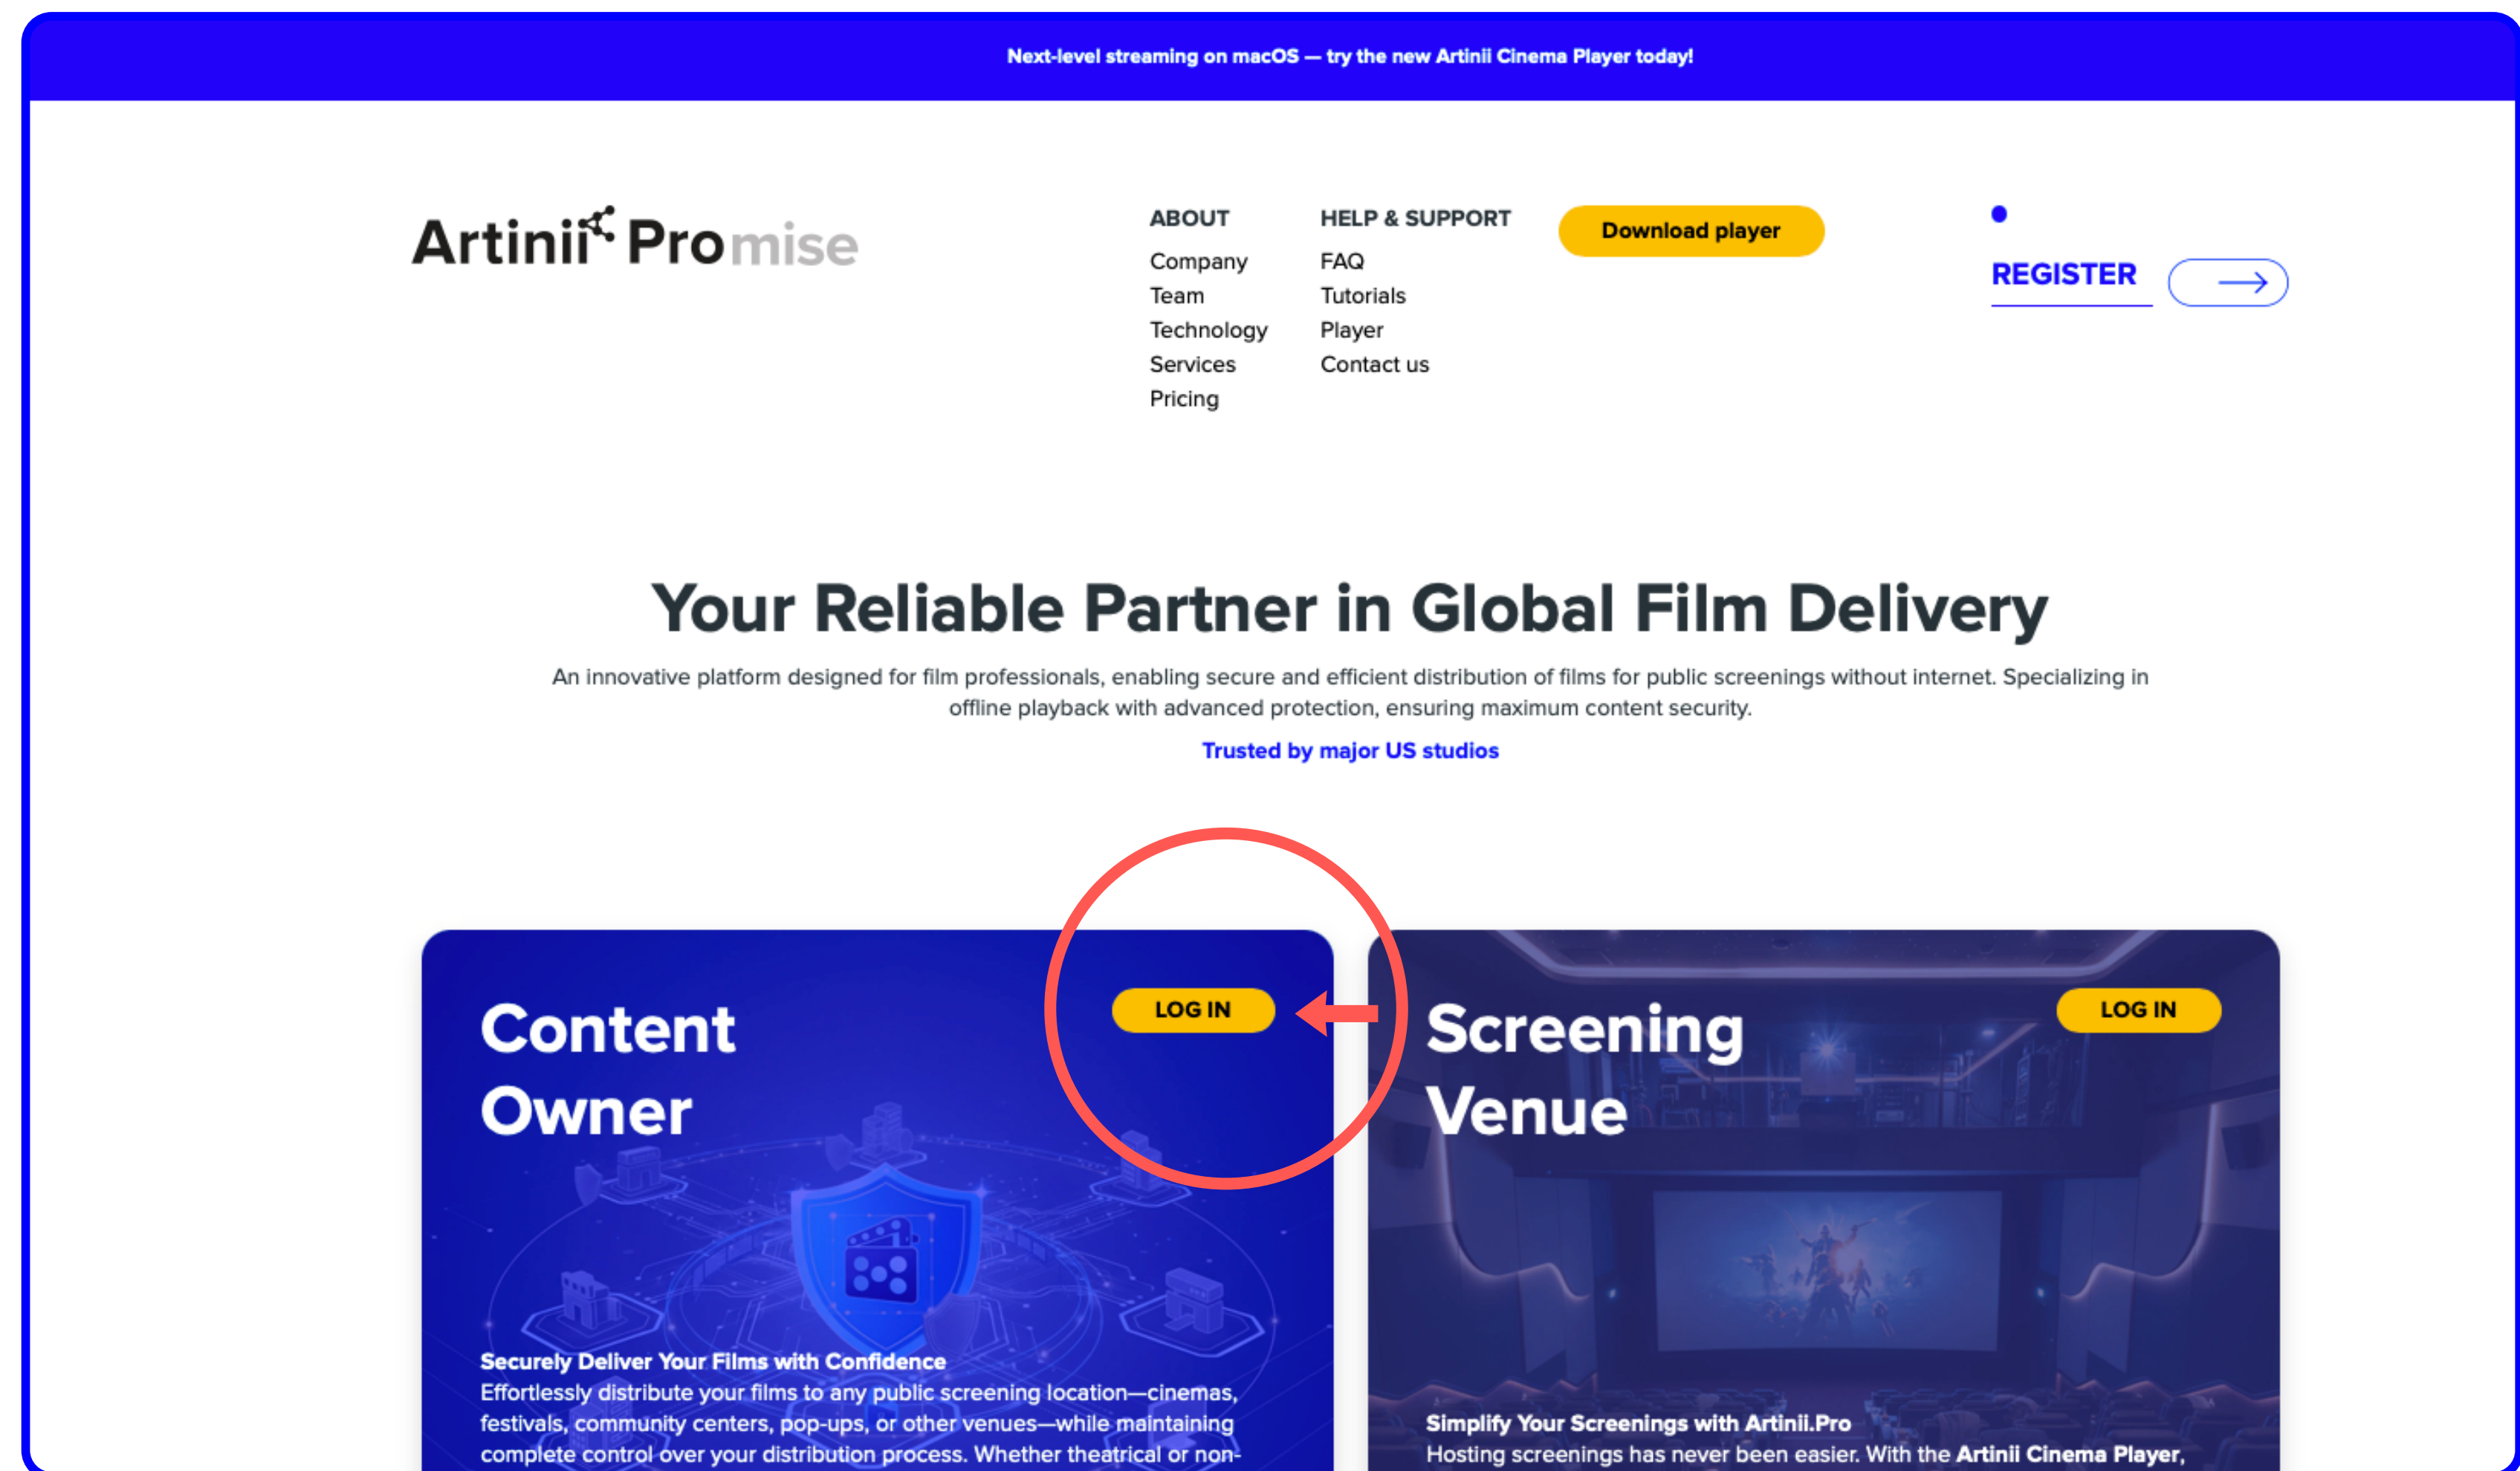 Next-level streaming on macOS — try the new Artinii Cinema Player today!
Artinii Promise
ABOUT
Company
Team
Technology
Services
Pricing
HELP & SUPPORT
FAQ
Tutorials
Player
Contact us
Download player
REGISTER
Your Reliable Partner in Global Film Delivery
An innovative platform designed for film professionals, enabling secure and efficient distribution of films for public screenings without internet. Specializing in
offline playback with advanced protection, ensuring maximum content security.
Trusted by major US studios
Content
Owner
LOG IN
Securely Deliver Your Films with Confidence
Effortlessly distribute your films to any public screening location—cinemas,
festivals, community centers, pop-ups, or other venues—while maintaining
complete control over your distribution process. Whether theatrical or non-
Screening
Venue
LOG IN
Simplify Your Screenings with Artinii.Pro
Hosting screenings has never been easier. With the Artinii Cinema Player,